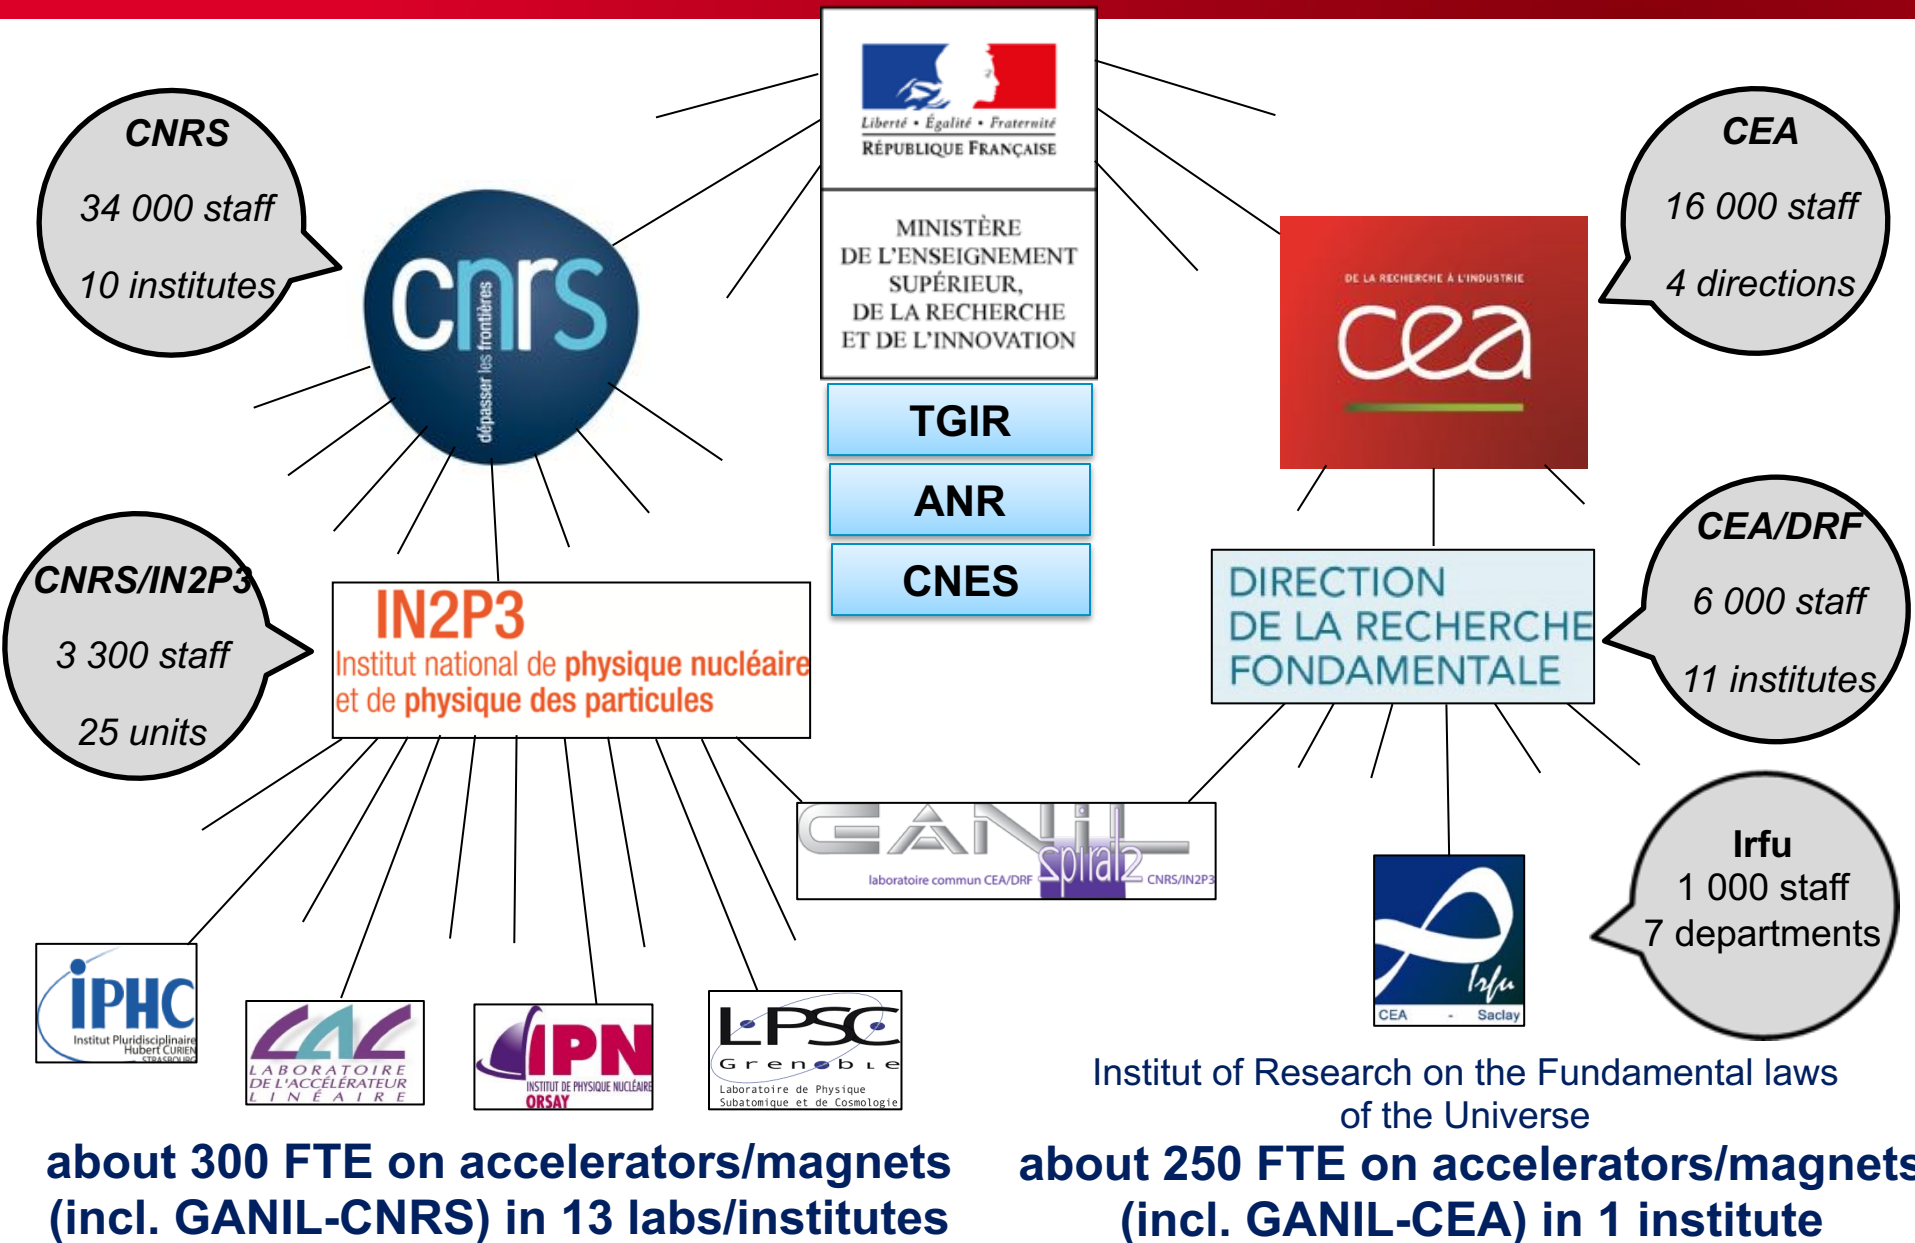 Liberté • Égalité • Fraternité
RÉPUBLIQUE FRANÇAISE
MINISTÈRE
DE L'ENSEIGNEMENT
SUPÉRIEUR,
DE LA RECHERCHE
ET DE L'INNOVATION
TGIR
ANR
CNES
CNRS
34 000 staff
10 institutes
cnrs
dépasser les frontières
CEA
16 000 staff
4 directions
DE LA RECHERCHE À L'INDUSTRIE
cea
CNRS/IN2P3
3 300 staff
25 units
IN2P3
Institut national de physique nucléaire
et de physique des particules
DIRECTION
DE LA RECHERCHE
FONDAMENTALE
CEA/DRF
6 000 staff
11 institutes
GANIL
spiral2
laboratoire commun CEA/DRF
CNRS/IN2P3
Irfu
1 000 staff
7 departments
Irfu
CEA - Saclay
iPHC
Institut Pluridisciplinaire
Hubert CURIEN
STRASBOURG
LAL
LABORATOIRE
DE L'ACCÉLÉRATEUR
LINÉAIRE
IPN
INSTITUT DE PHYSIQUE NUCLÉAIRE
ORSAY
LPSC
Grenoble
Laboratoire de Physique
Subatomique et de Cosmologie
Institut of Research on the Fundamental laws
of the Universe
about 300 FTE on accelerators/magnets
(incl. GANIL-CNRS) in 13 labs/institutes
about 250 FTE on accelerators/magnets
(incl. GANIL-CEA) in 1 institute